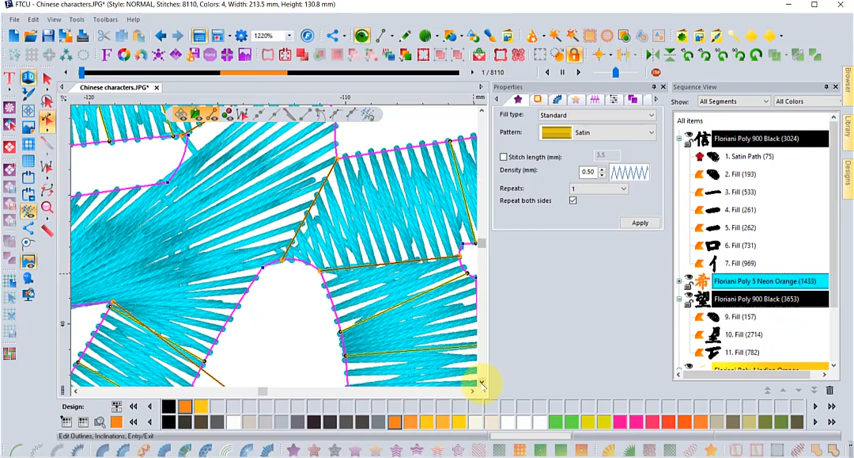 FTCU - Chinese characters.JPG* (Style: NORMAL, Stitches: 8110, Colors: 4, Width: 213.5 mm, Height: 130.8 mm)
File Edit View Tools Toolbars Help
1220%
1 / 8110
Chinese characters.JPG*
-120 -110 mm
Properties
Fill type: Standard
Pattern: Satin
Stitch length (mm): 3.5
Density (mm): 0.50
Repeats: 1
Repeat both sides
Apply
Sequence View
Show: All Segments All Colors
All items
信 Floriani Poly 900 Black (3024)
1. Satin Path (75)
2. Fill (193)
3. Fill (533)
4. Fill (261)
5. Fill (262)
6. Fill (731)
7. Fill (969)
希 Floriani Poly 5 Neon Orange (1433)
望 Floriani Poly 900 Black (3653)
9. Fill (157)
10. Fill (2714)
11. Fill (782)
Browser
Library
Designs
mm
Design:
Edit Outlines, Inclinations, Entry/Exit